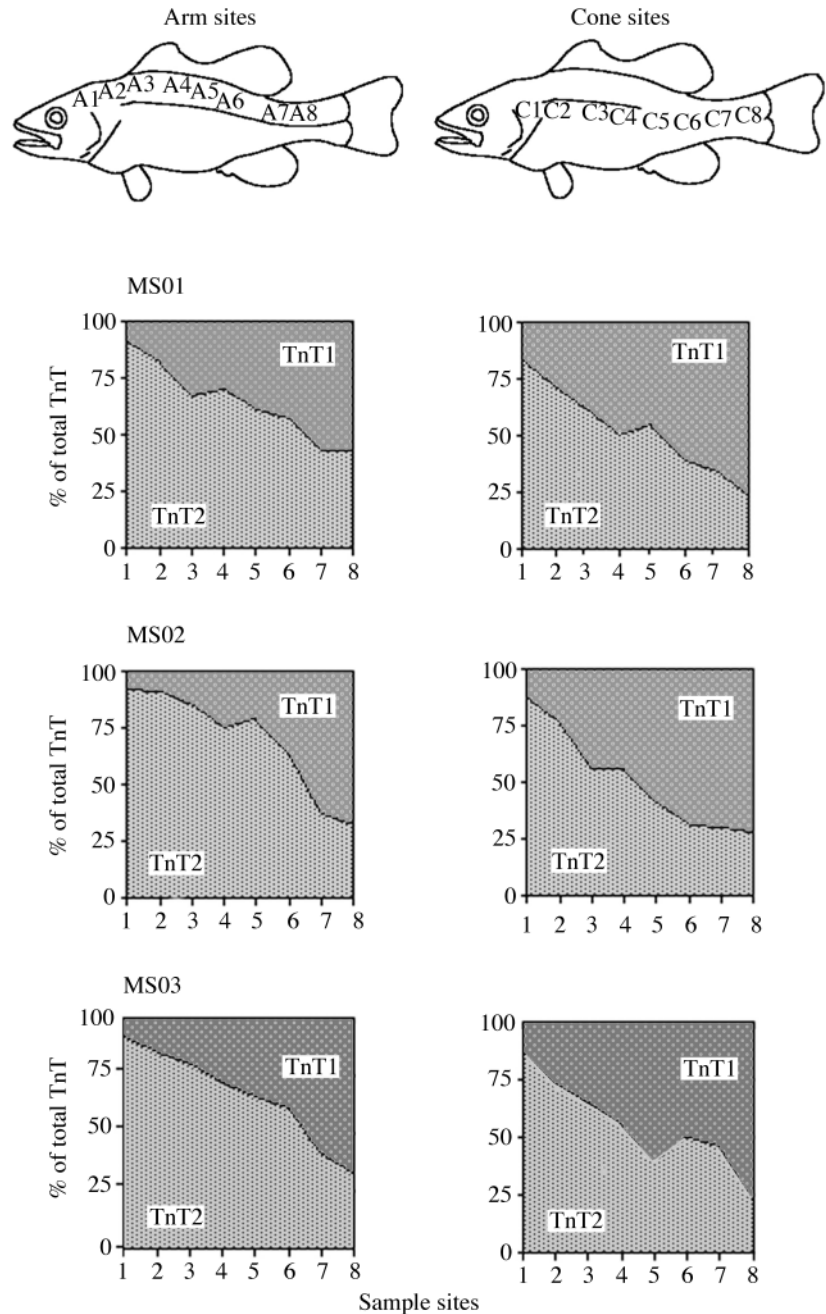 Arm sites
Cone sites
A1 A2 A3 A4 A5 A6 A7 A8
C1 C2 C3 C4 C5 C6 C7 C8
MS01
% of total TnT
100
75
50
25
0
TnT1
TnT2
1 2 3 4 5 6 7 8
100
75
50
25
0
TnT1
TnT2
1 2 3 4 5 6 7 8
MS02
% of total TnT
100
75
50
25
0
TnT1
TnT2
1 2 3 4 5 6 7 8
100
75
50
25
0
TnT1
TnT2
1 2 3 4 5 6 7 8
MS03
% of total TnT
100
75
50
25
0
TnT1
TnT2
1 2 3 4 5 6 7 8
100
75
50
25
0
TnT1
TnT2
1 2 3 4 5 6 7 8
Sample sites